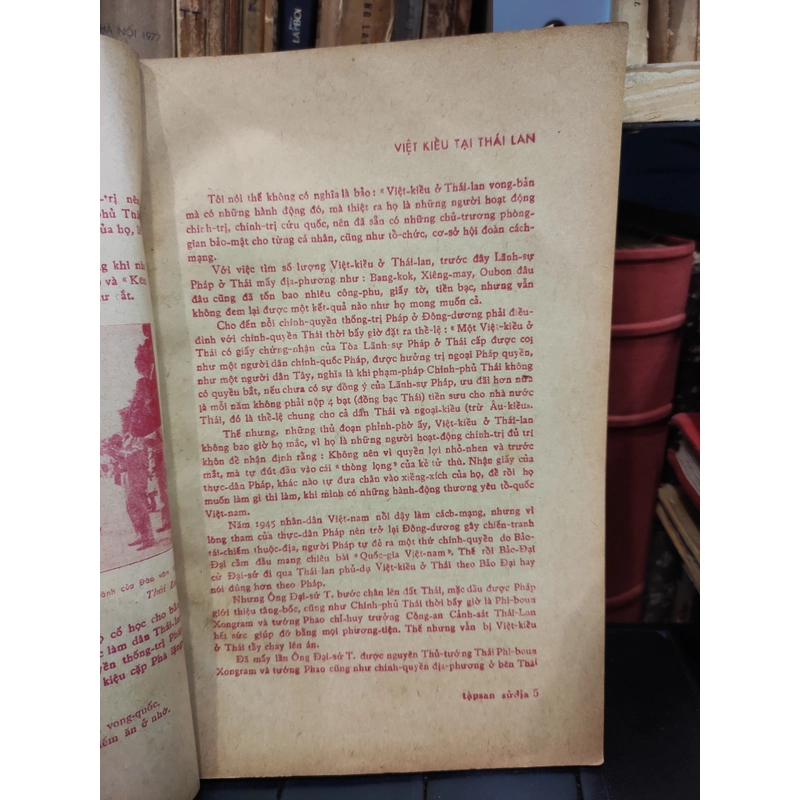 HÀ NỘI 1977
VIỆT KIỀU TẠI THÁI LAN
Tôi nói thế không có nghĩa là bảo : «Việt-kiều ở Thái-lan vong-bản
mà có những hành động đó, mà thiệt ra họ là những người hoạt động
chính-trị, chính-trị cứu quốc, nên đã sẵn có những chủ-trương phòng-
gian bảo-mật cho từng cá nhân, cũng như tổ-chức, cơ-sở hội đoàn cách-
mạng.
Với việc tìm số lượng Việt-kiều ở Thái-lan, trước đây Lãnh-sự
Pháp ở Thái mấy địa-phương như : Bang-kok, Xiêng-may, Oubon đâu
đâu cũng đã tốn bao nhiêu công-phu, giấy tờ, tiền bạc, nhưng vẫn
không đem lại được một kết-quả nào như họ mong muốn cả.
Cho đến nỗi chính-quyền thống-trị Pháp ở Đông-dương phải điều-
đình với chính-quyền Thái thời bấy giờ đặt ra thể-lệ : «Một Việt-kiều ở
Thái có giấy chứng-nhận của Tòa Lãnh-sự Pháp ở Thái cấp được coi
như một người dân chính-quốc Pháp, được hưởng trị ngoại Pháp quyền,
như một người dân Tây, nghĩa là khi phạm-pháp Chính-phủ Thái không
có quyền bắt, nếu chưa có sự đồng ý của Lãnh-sự Pháp, ưu đãi hơn nữa
là mỗi năm không phải nộp 4 bạt (đồng bạc Thái) tiền sưu cho nhà nước
Thái, đó là thể-lệ chung cho cả dân Thái và ngoại-kiều (trừ Âu-kiều».
Thế nhưng, những thủ đoạn phỉnh-phờ ấy, Việt-kiều ở Thái-lan
không bao giờ họ mắc, vì họ là những người hoạt-động chính-trị đủ trí
khôn để nhận định rằng : Không nên vì quyền lợi nhỏ-nhen và trước
mắt, mà tự đút đầu vào cái «thòng lọng» của kẻ tử thù. Nhận giấy của
thực-dân Pháp, khác nào tự đưa chân vào xiềng-xích của họ, để rồi họ
muốn làm gì thì làm, khi mình có những hành-động thương yêu tổ-quốc
Việt-nam.
Năm 1945 nhân-dân Việt-nam nổi dậy làm cách-mạng, nhưng vì
lòng tham của thực-dân Pháp nên trở lại Đông-dương gây chiến-tranh
tái-chiếm thuộc-địa, người Pháp tự đẻ ra một thứ chính-quyền do Bảo-
Đại cầm đầu mang chiêu bài «Quốc-gia Việt-nam». Thế rồi Bảo-Đại
cử Đại-sứ đi qua Thái-lan phủ-dụ Việt-kiều ở Thái theo Bảo Đại hay
nói đúng hơn theo Pháp.
Nhưng Ông Đại-sứ T. bước chân lên đất Thái, mặc dầu được Pháp
giới thiệu tâng-bốc, cũng như Chính-phủ Thái thời bấy giờ là Phi-boun
Xongram và tướng Phao chỉ-huy trưởng Công-an Cảnh-sát Thái-Lan
hết sức giúp đỡ bằng mọi phương-tiện. Thế nhưng vẫn bị Việt-kiều
ở Thái tẩy chay lên án.
Đã mấy lần Ông Đại-sứ T. được nguyên Thủ-tướng Thái Phi-boun
Xongram và tướng Phao cũng như chính-quyền địa-phương ở bên Thái
tậpsan sửđịa 5
vong-quốc.